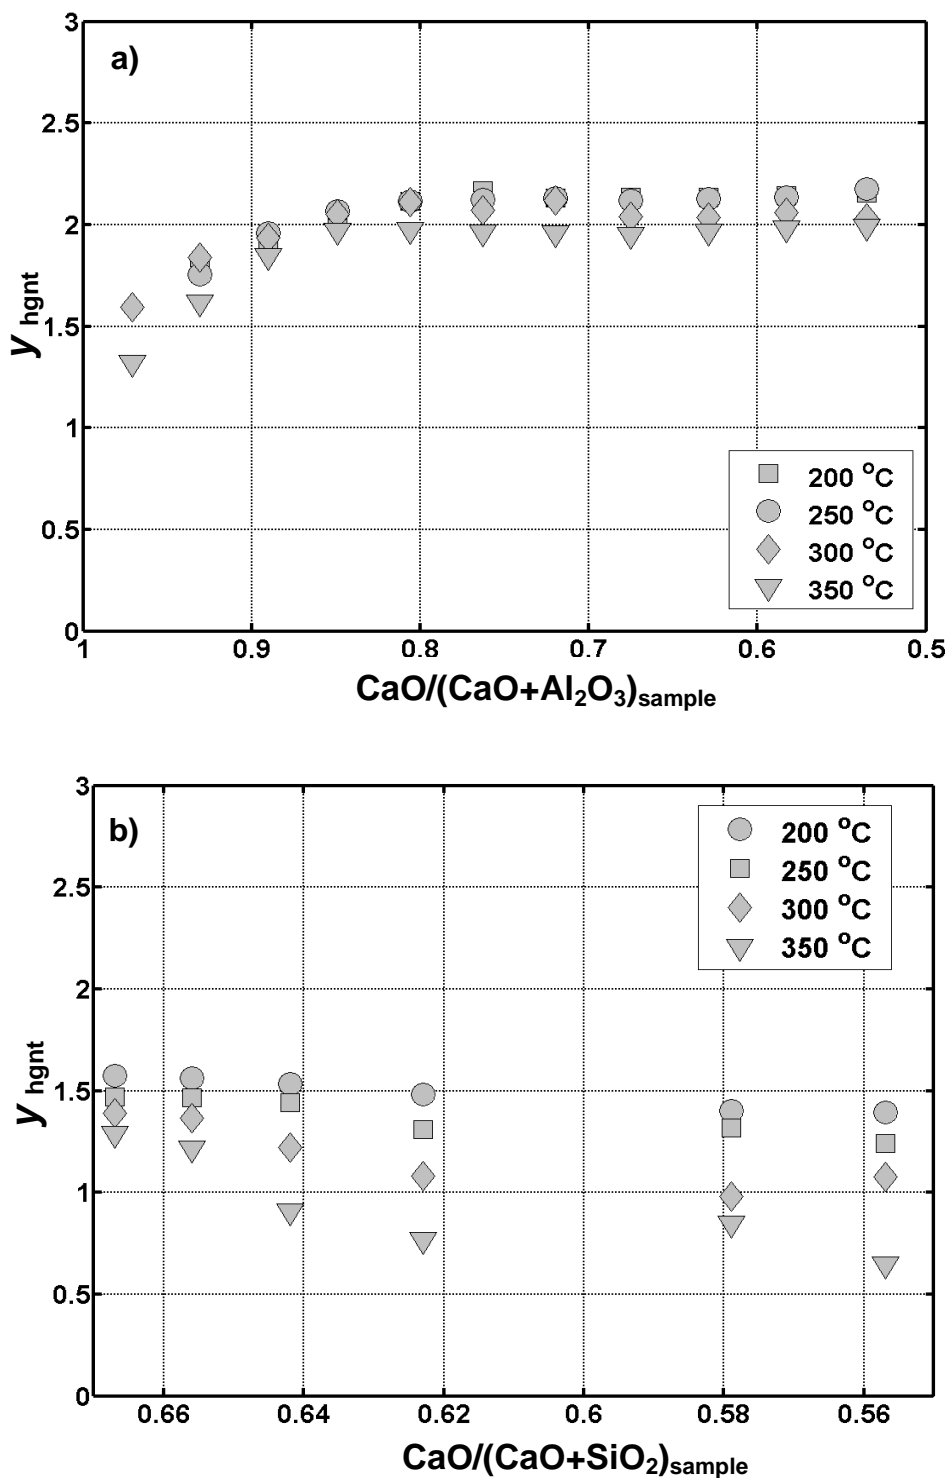 3
a)
2.5
2
y hgnt
1.5
1
0.5
0
200 °C
250 °C
300 °C
350 °C
1 0.9 0.8 0.7 0.6 0.5
CaO/(CaO+Al₂O₃)sample
3
b)
2.5
2
y hgnt
1.5
1
0.5
0
200 °C
250 °C
300 °C
350 °C
0.66 0.64 0.62 0.6 0.58 0.56
CaO/(CaO+SiO₂)sample